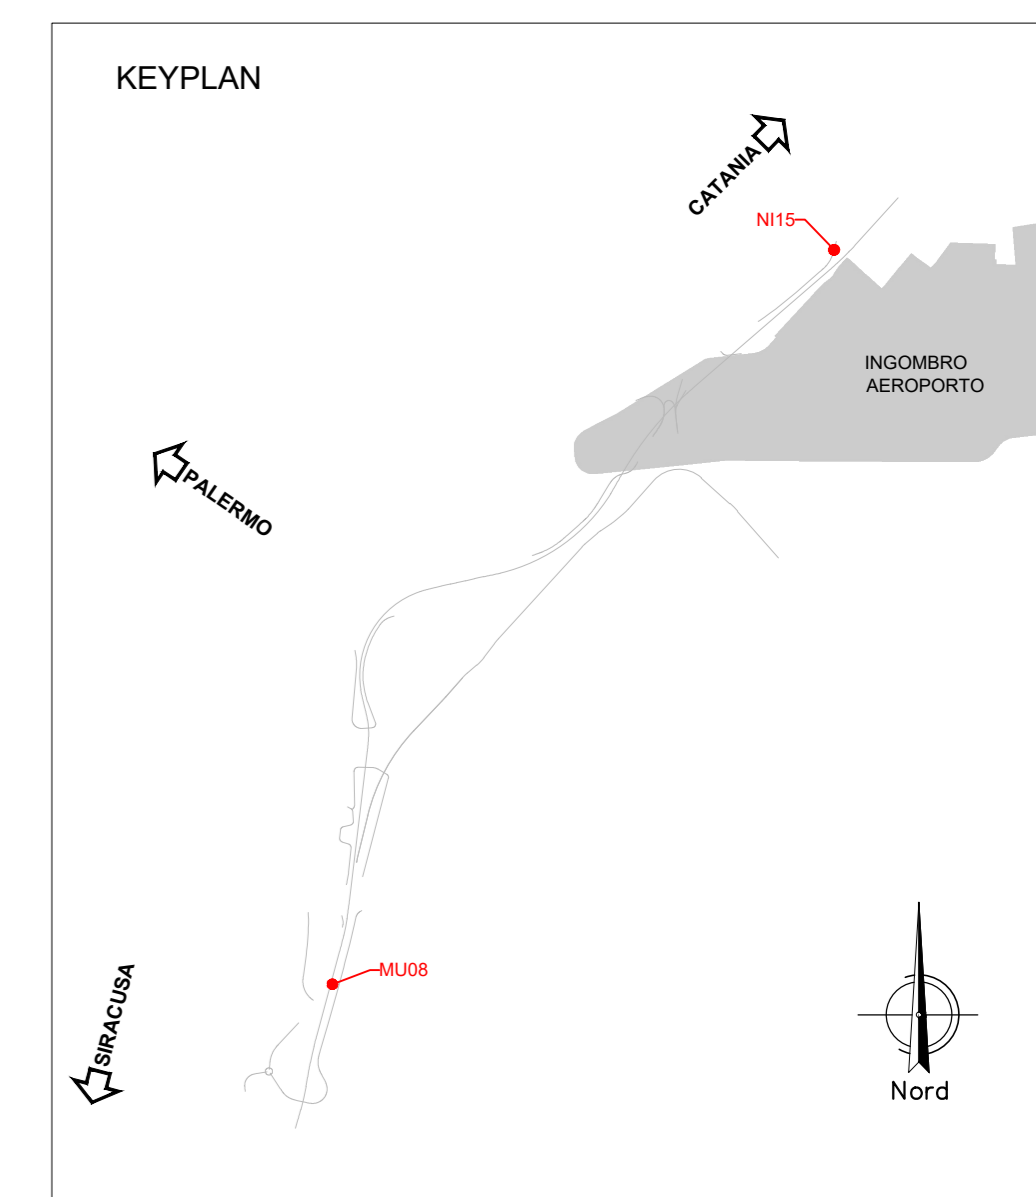 KEYPLAN
CATANIA
NI15
INGOMBRO
AEROPORTO
PALERMO
MU08
SIRACUSA
Nord